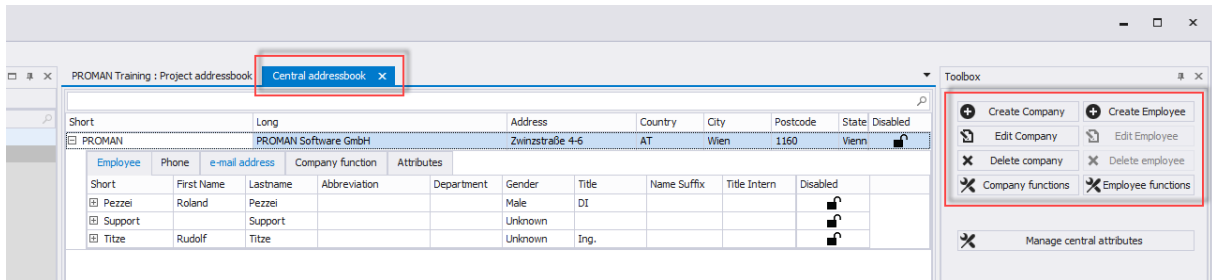 PROMAN Training : Project addressbook Central addressbook
Toolbox
Short Long Address Country City Postcode State Disabled
PROMAN PROMAN Software GmbH Zwinzstraße 4-6 AT Wien 1160 Vienn
Employee Phone e-mail address Company function Attributes
Short First Name Lastname Abbreviation Department Gender Title Name Suffix Title Intern Disabled
Pezzei Roland Pezzei Male DI
Support Support Unknown
Titze Rudolf Titze Unknown Ing.
Create Company Create Employee
Edit Company Edit Employee
Delete company Delete employee
Company functions Employee functions
Manage central attributes